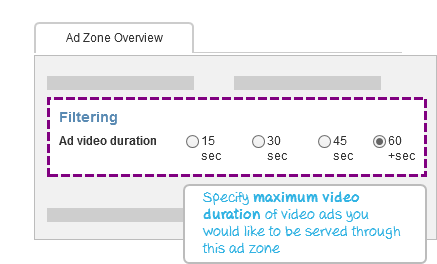 Ad Zone Overview
Filtering
Ad video duration 15 sec 30 sec 45 sec 60 +sec
Specify maximum video
duration of video ads you
would like to be served through
this ad zone